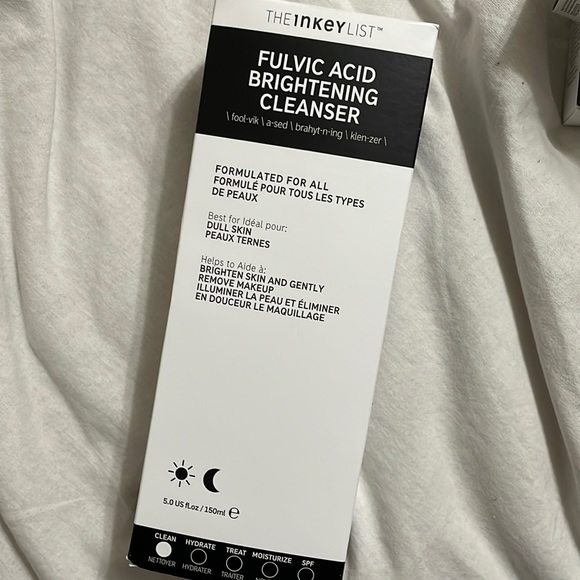 THE INKEY LIST™
FULVIC ACID
BRIGHTENING
CLEANSER
\ fool-vik \ a-sed \ brahyt-n-ing \ klen-zer \
FORMULATED FOR ALL
FORMULÉ POUR TOUS LES TYPES
DE PEAUX
Best for Idéal pour:
DULL SKIN
PEAUX TERNES
Helps to Aide à:
BRIGHTEN SKIN AND GENTLY
REMOVE MAKEUP
ILLUMINER LA PEAU ET ÉLIMINER
EN DOUCEUR LE MAQUILLAGE
5.0 US fl.oz / 150ml ℮
CLEAN HYDRATE TREAT MOISTURIZE SPF
NETTOYER HYDRATER TRAITER